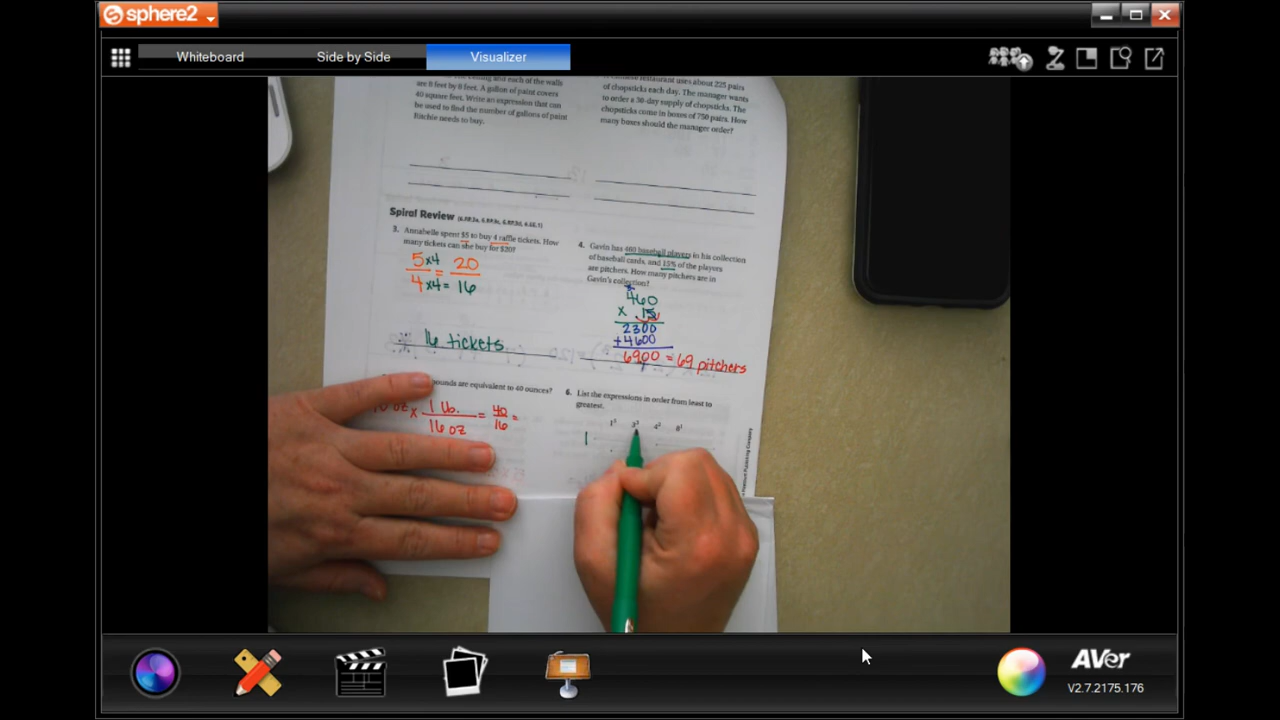 sphere2
Whiteboard
Side by Side
Visualizer
are 8 feet by 8 feet. A gallon of paint covers
40 square feet. Write an expression that can
be used to find the number of gallons of paint
Ritchie needs to buy.
restaurant uses about 225 pairs
of chopsticks each day. The manager wants
to order a 30-day supply of chopsticks. The
chopsticks come in boxes of 750 pairs. How
many boxes should the manager order?
Spiral Review
3. Annabelle spent $5 to buy 4 raffle tickets. How
many tickets can she buy for $20?
5 x4 = 20
4 x4 = 16
16 tickets
4. Gavin has 460 baseball players in his collection
of baseball cards, and 15% of the players
are pitchers. How many pitchers are in
Gavin's collection?
460
x .15
2300
+4600
6900 = 69 pitchers
pounds are equivalent to 40 ounces?
oz x 1 lb. = 40 =
16 oz 16
6. List the expressions in order from least to
greatest.
1
AVer
V2.7.2175.176